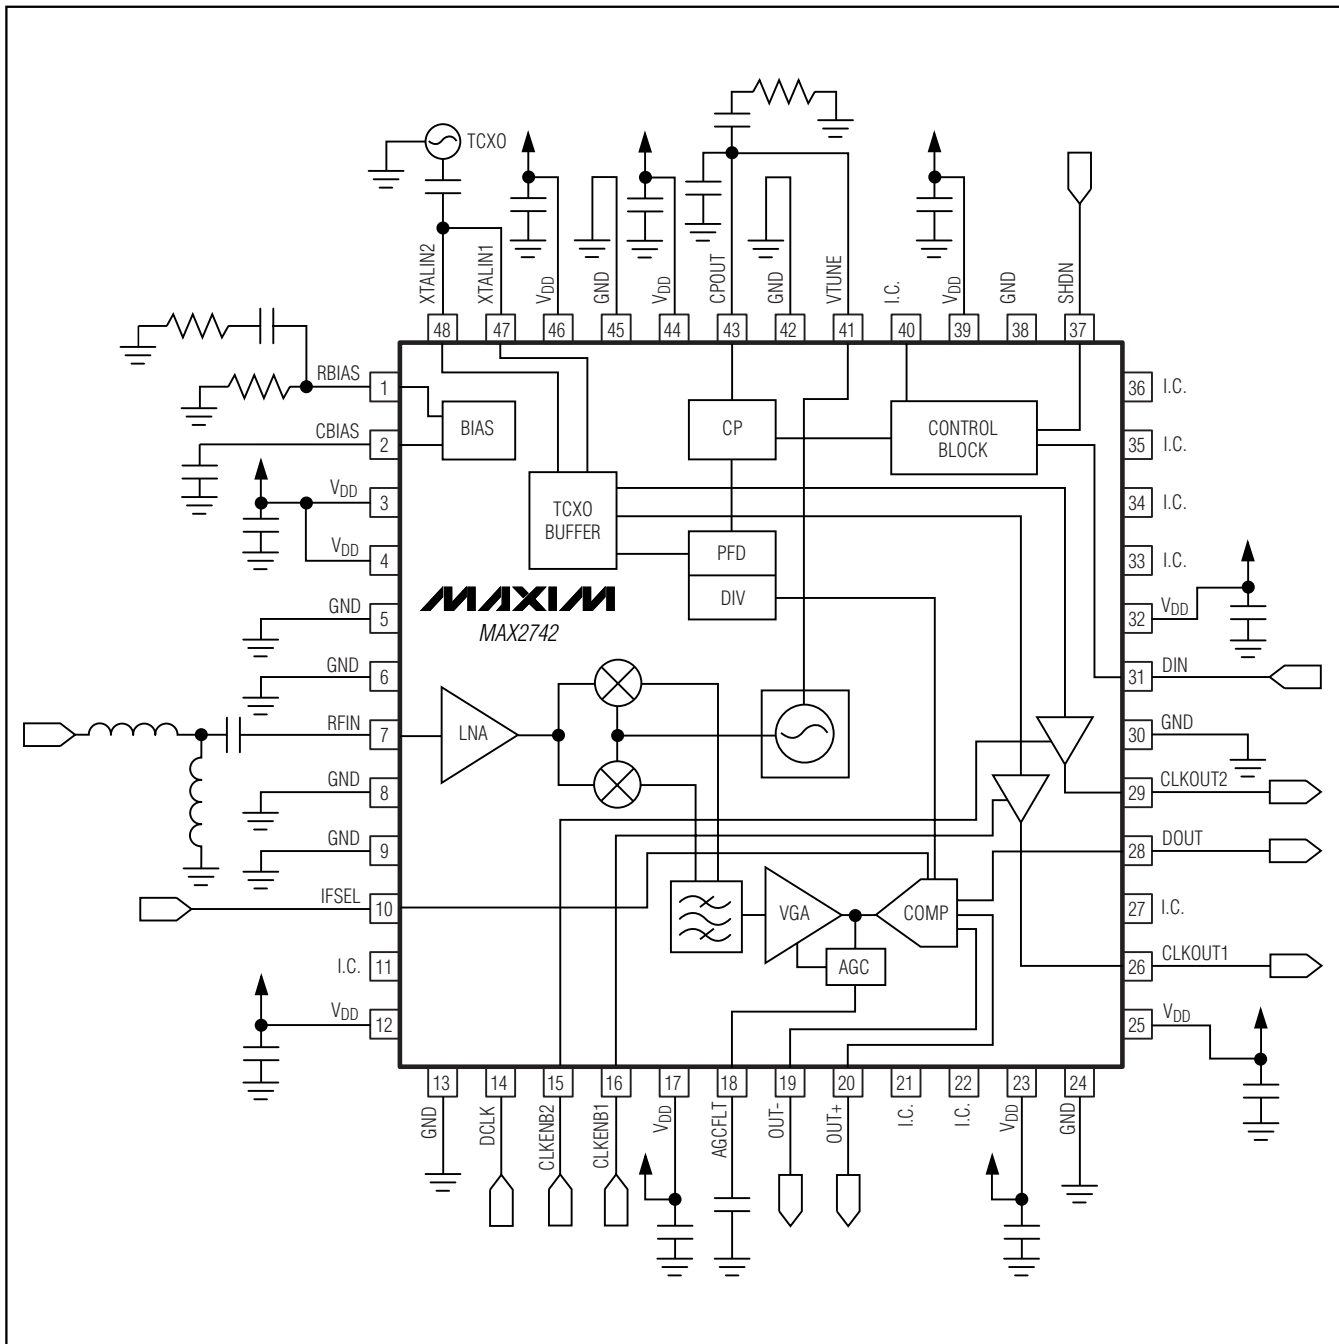 TCXO
XTALIN2
XTALIN1
VDD
GND
VDD
CPOUT
GND
VTUNE
I.C.
VDD
GND
SHDN
48
47
46
45
44
43
42
41
40
39
38
37
RBIAS
1
CBIAS
2
VDD
3
VDD
4
GND
5
GND
6
RFIN
7
GND
8
GND
9
IFSEL
10
I.C.
11
VDD
12
BIAS
TCXO
BUFFER
CP
CONTROL
BLOCK
PFD
DIV
MAXIM
MAX2742
LNA
VGA
AGC
COMP
36
I.C.
35
I.C.
34
I.C.
33
I.C.
32
VDD
31
DIN
30
GND
29
CLKOUT2
28
DOUT
27
I.C.
26
CLKOUT1
25
VDD
13
14
15
16
17
18
19
20
21
22
23
24
GND
DCLK
CLKENB2
CLKENB1
VDD
AGCFLT
OUT-
OUT+
I.C.
I.C.
VDD
GND